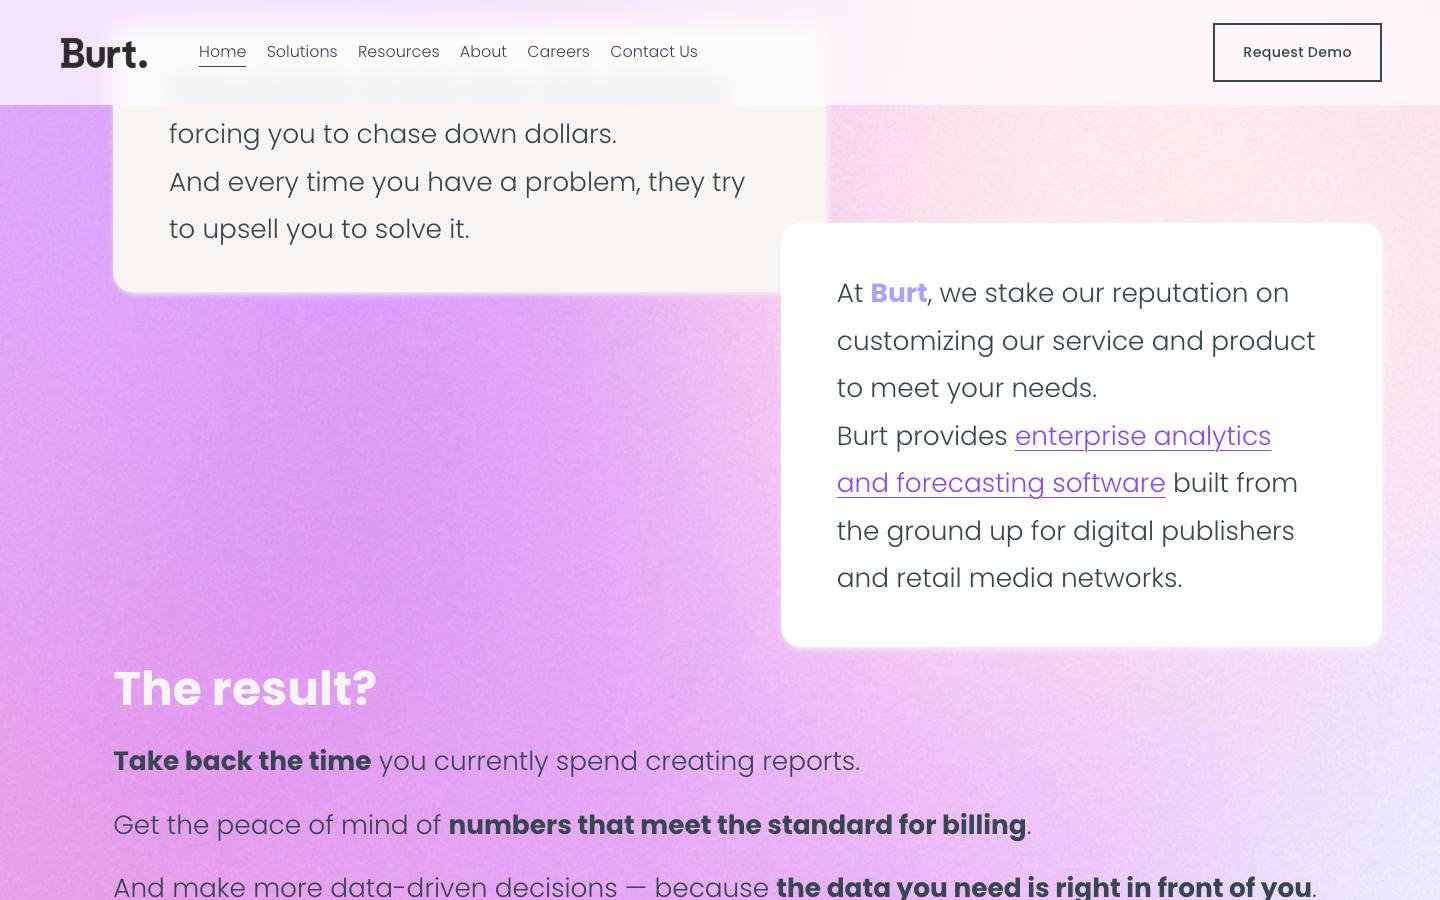 Burt.
Home
Solutions
Resources
About
Careers
Contact Us
Request Demo
forcing you to chase down dollars.
And every time you have a problem, they try
to upsell you to solve it.
At Burt, we stake our reputation on
customizing our service and product
to meet your needs.
Burt provides enterprise analytics
and forecasting software built from
the ground up for digital publishers
and retail media networks.
The result?
Take back the time you currently spend creating reports.
Get the peace of mind of numbers that meet the standard for billing.
And make more data-driven decisions — because the data you need is right in front of you.